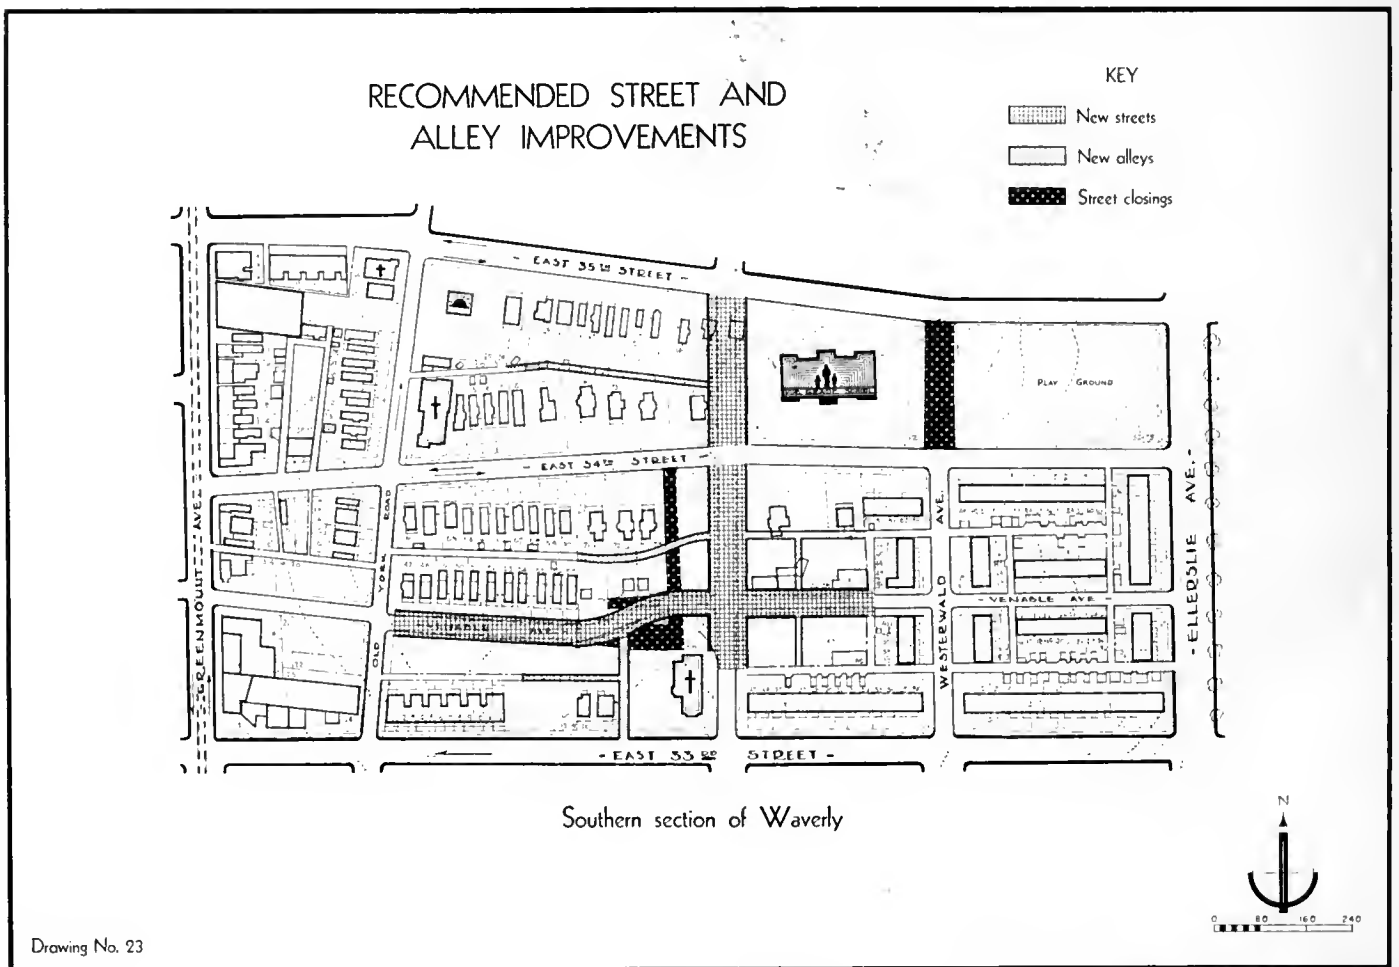 RECOMMENDED STREET AND
ALLEY IMPROVEMENTS
KEY
New streets
New alleys
Street closings
- EAST 35TH STREET -
PLAY GROUND
- EAST 34TH STREET -
OLD YORK ROAD
- GREENMOUNT AVE. -
WESTERWALD AVE.
- ELLERSLIE AVE. -
VENABLE AVE.
- VENABLE AVE -
- EAST 33RD STREET -
Southern section of Waverly
N
0 80 160 240
Drawing No. 23